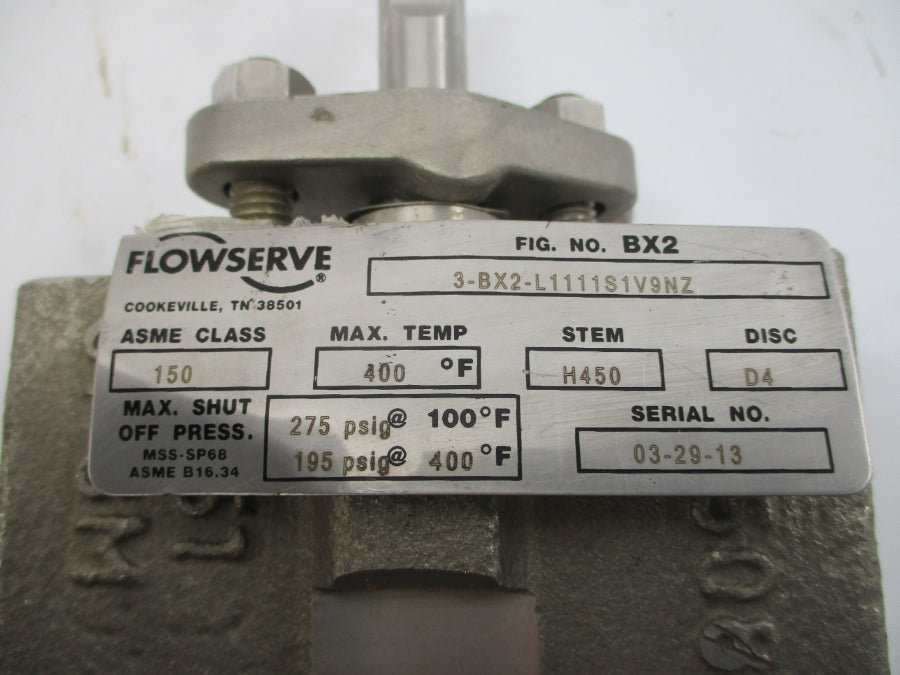 FLOWSERVE®
COOKEVILLE, TN 38501
FIG. NO. BX2
3-BX2-L1111S1V9NZ
ASME CLASS
150
MAX. TEMP
400 °F
STEM
H450
DISC
D4
MAX. SHUT
OFF PRESS.
MSS-SP68
ASME B16.34
275 psig@ 100°F
195 psig@ 400°F
SERIAL NO.
03-29-13